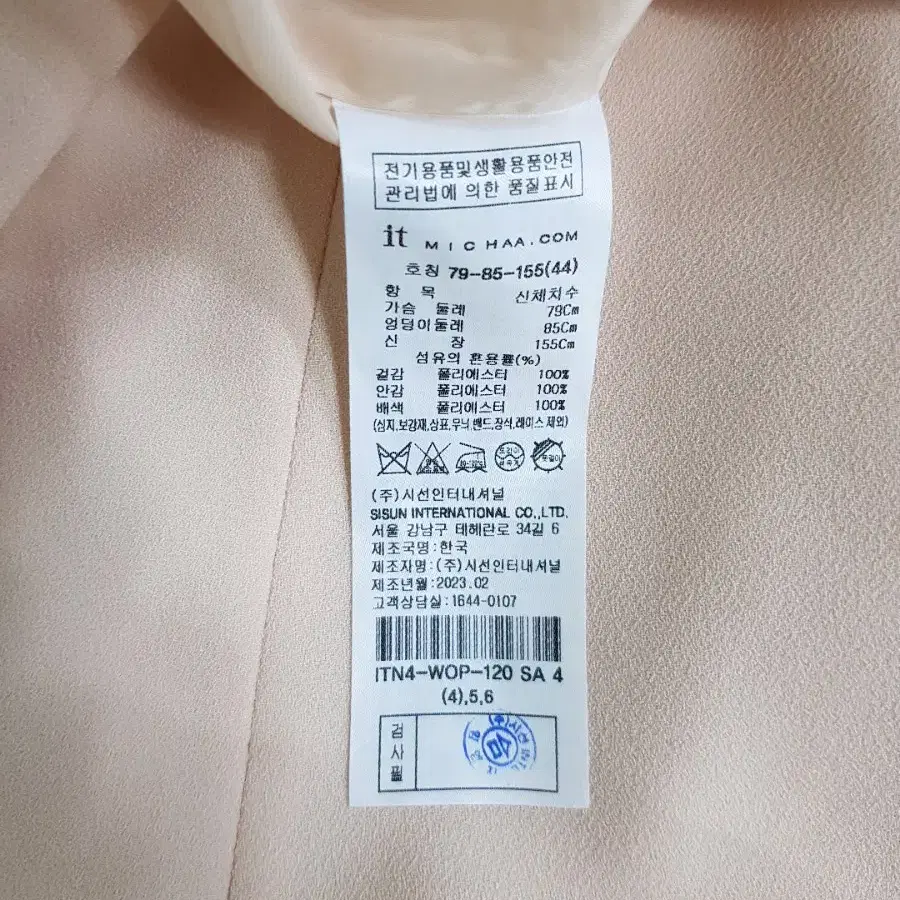 전기용품및생활용품안전
관리법에 의한 품질표시
it MICHAA.COM
호칭 79-85-155(44)
항 목 신체치수
가슴 둘레 79Cm
엉덩이둘레 85Cm
신 장 155Cm
섬유의 혼용률(%)
겉감 폴리에스터 100%
안감 폴리에스터 100%
배색 폴리에스터 100%
(심지,보강재,상표,무늬,밴드,장식,레이스 제외)
(주)시선인터내셔널
SISUN INTERNATIONAL CO.,LTD.
서울 강남구 테헤란로 34길 6
제조국명:한국
제조자명:(주)시선인터내셔널
제조년월:2023.02
고객상담실:1644-0107
ITN4-WOP-120 SA 4
(4),5,6
검사필